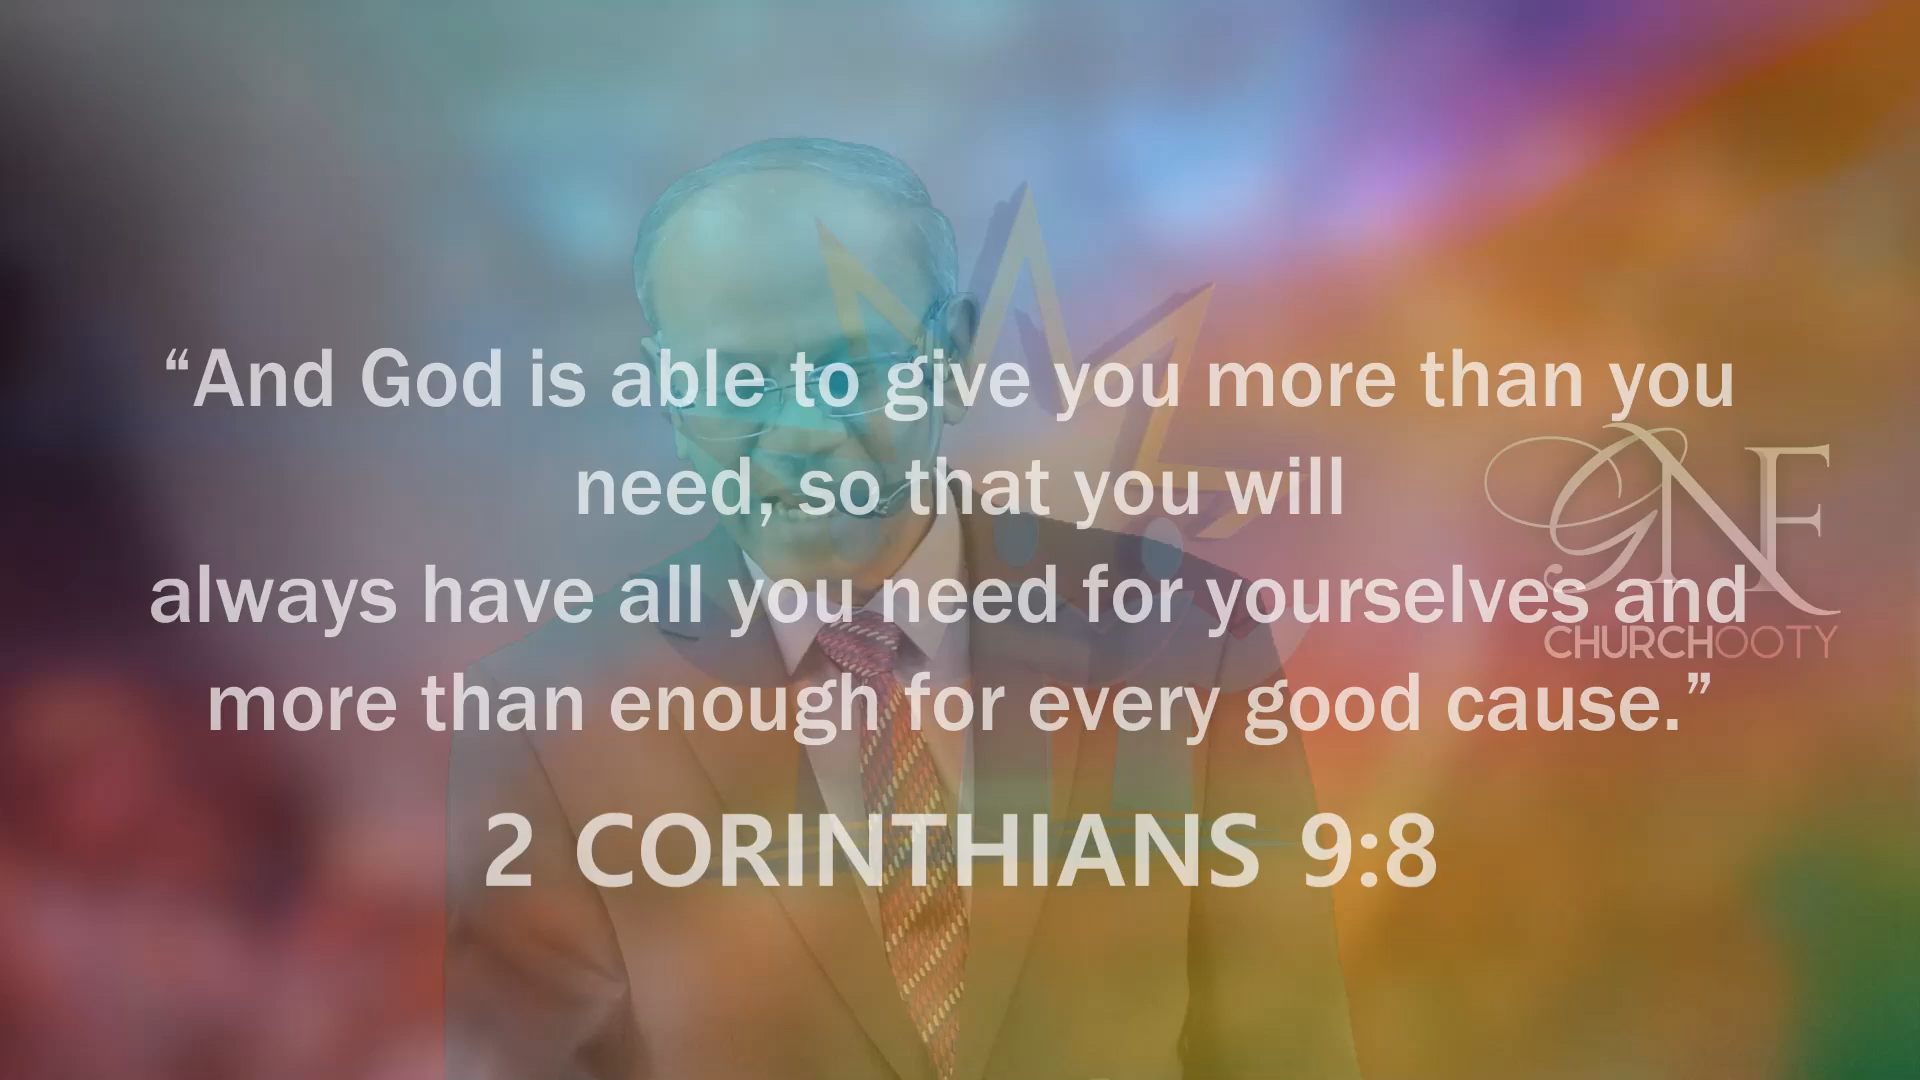 “And God is able to give you more than you
need, so that you will
always have all you need for yourselves and
more than enough for every good cause.”
2 CORINTHIANS 9:8
GNF
CHURCHOOTY